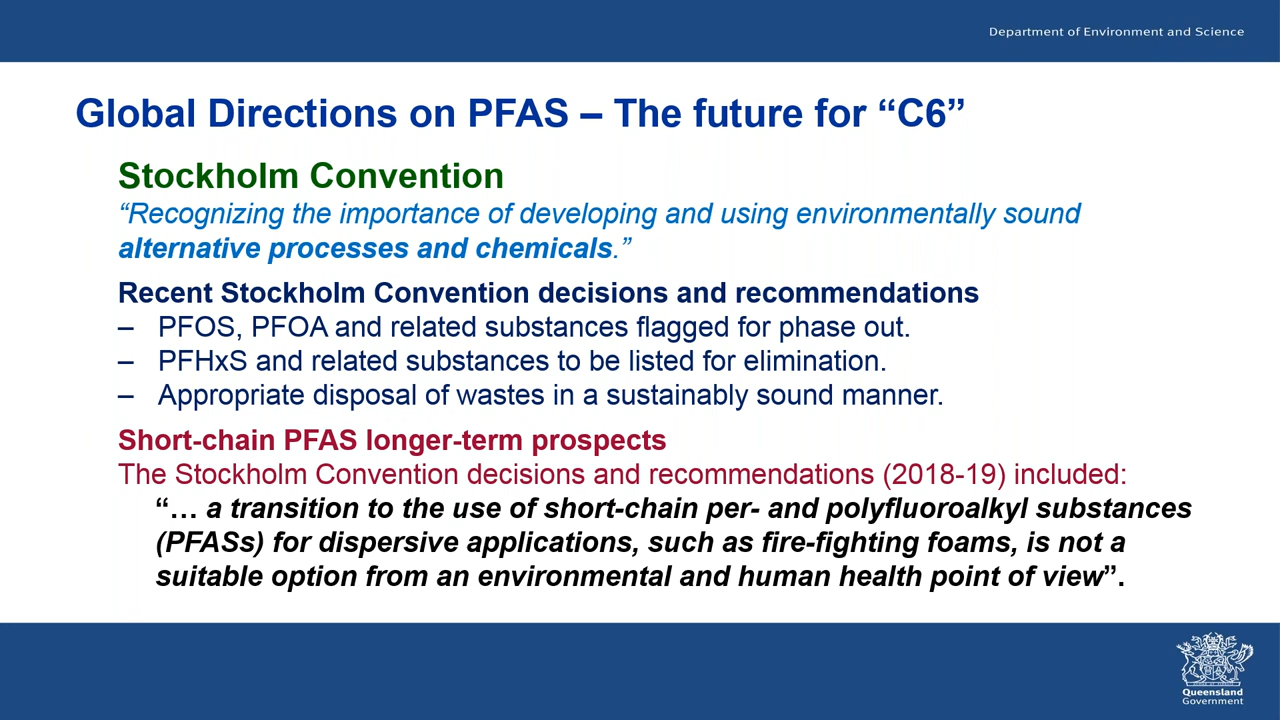 Department of Environment and Science
Global Directions on PFAS – The future for “C6”
Stockholm Convention
“Recognizing the importance of developing and using environmentally sound
alternative processes and chemicals.”
Recent Stockholm Convention decisions and recommendations
– PFOS, PFOA and related substances flagged for phase out.
– PFHxS and related substances to be listed for elimination.
– Appropriate disposal of wastes in a sustainably sound manner.
Short-chain PFAS longer-term prospects
The Stockholm Convention decisions and recommendations (2018-19) included:
“… a transition to the use of short-chain per- and polyfluoroalkyl substances
(PFASs) for dispersive applications, such as fire-fighting foams, is not a
suitable option from an environmental and human health point of view”.
Queensland
Government